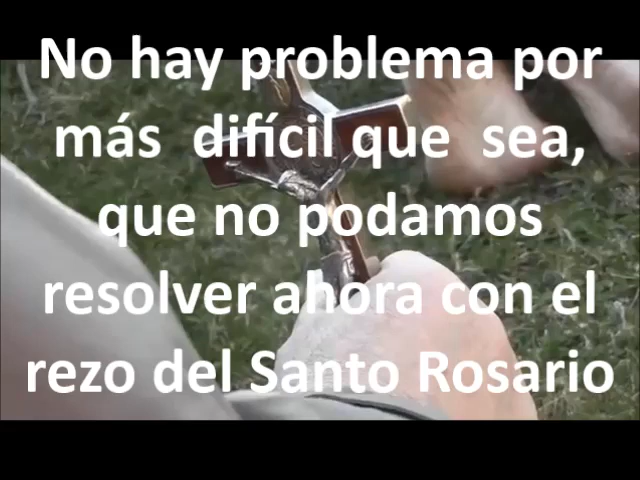 No hay problema por
más difícil que sea,
que no podamos
resolver ahora con el
rezo del Santo Rosario